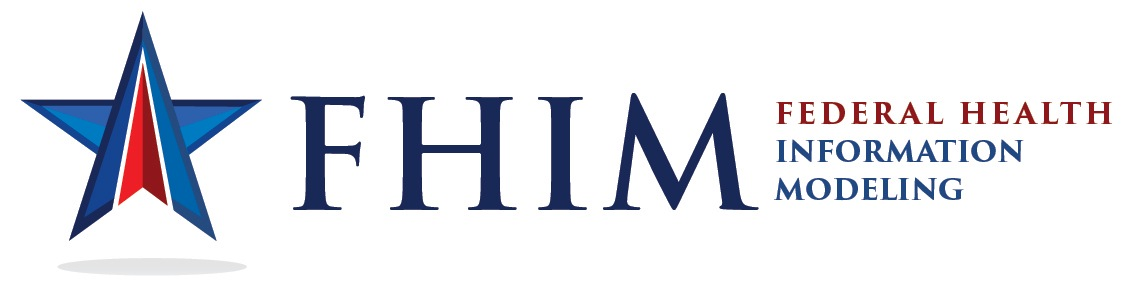 FHIM
FEDERAL HEALTH
INFORMATION
MODELING